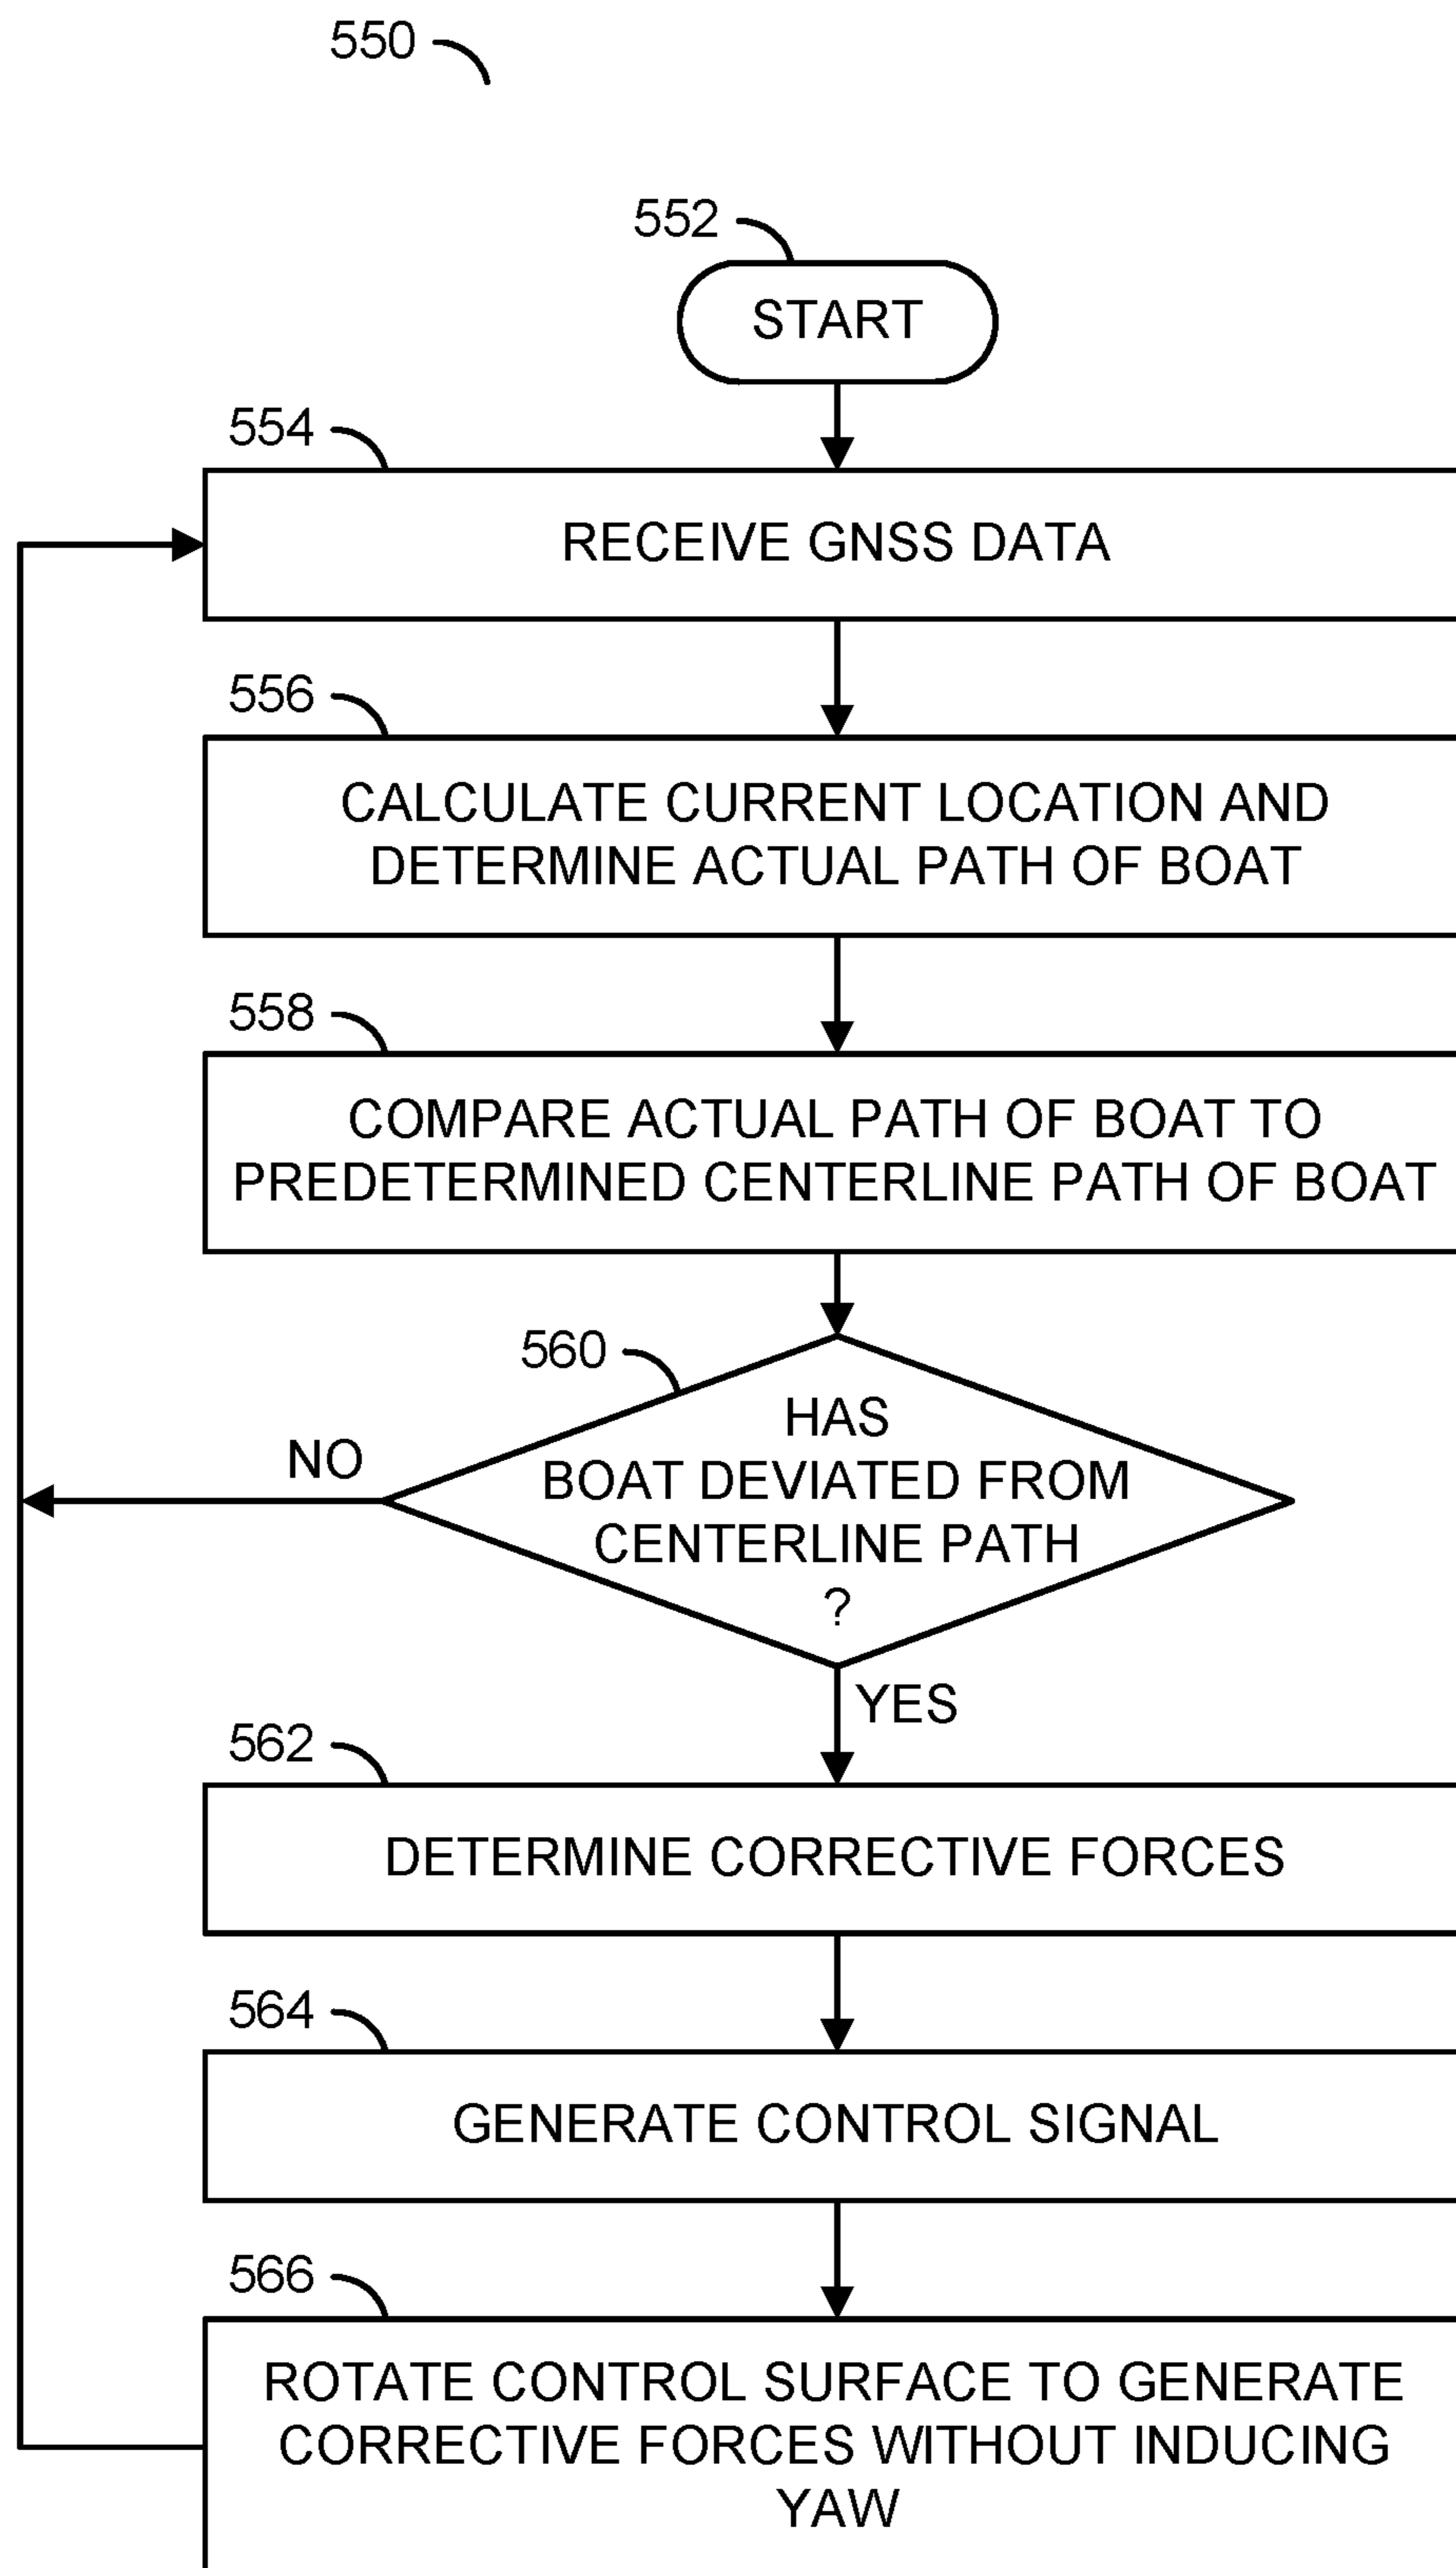 550
552
START
554
RECEIVE GNSS DATA
556
CALCULATE CURRENT LOCATION AND
DETERMINE ACTUAL PATH OF BOAT
558
COMPARE ACTUAL PATH OF BOAT TO
PREDETERMINED CENTERLINE PATH OF BOAT
560
HAS
BOAT DEVIATED FROM
CENTERLINE PATH
?
NO
YES
562
DETERMINE CORRECTIVE FORCES
564
GENERATE CONTROL SIGNAL
566
ROTATE CONTROL SURFACE TO GENERATE
CORRECTIVE FORCES WITHOUT INDUCING
YAW